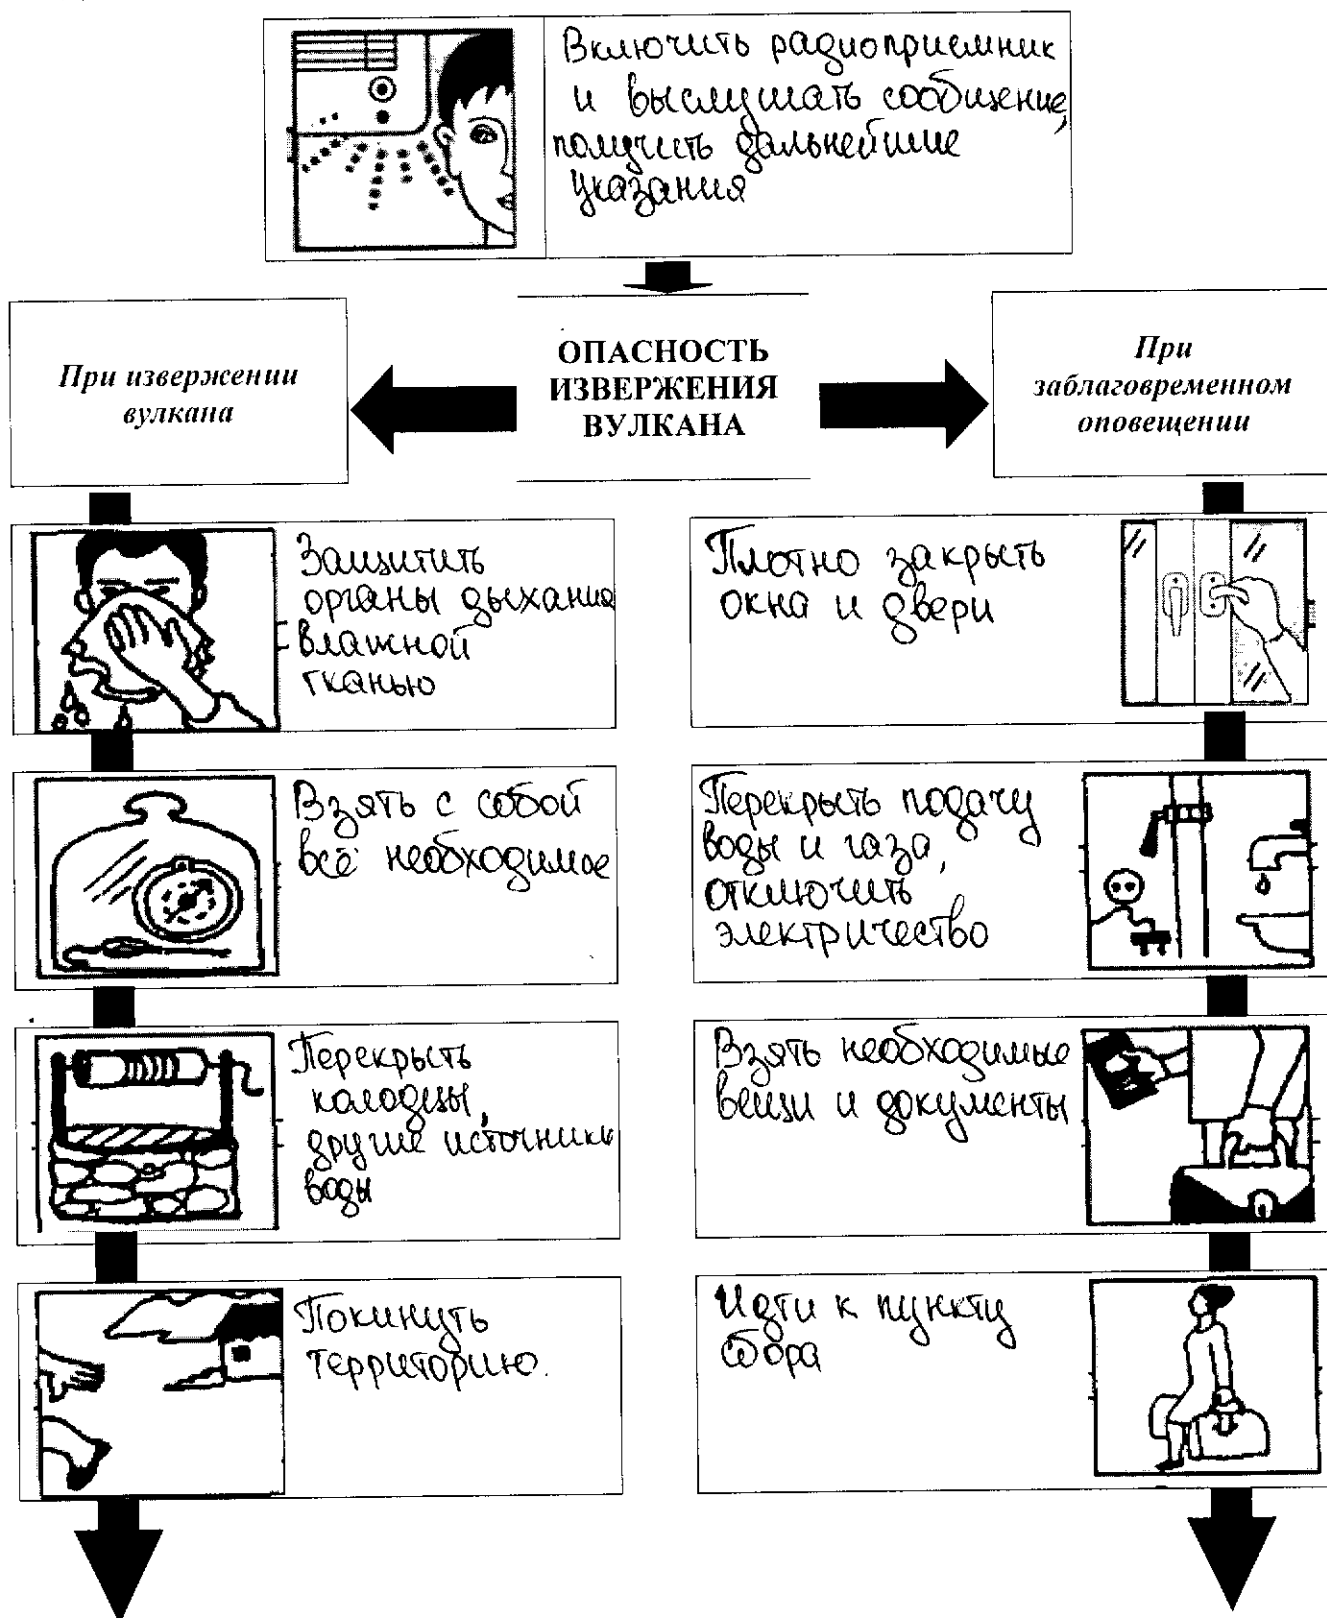 Включить радиоприемник
и выслушать сообщение,
получить дальнейшие
указания
При извержении
вулкана
ОПАСНОСТЬ
ИЗВЕРЖЕНИЯ
ВУЛКАНА
При
заблаговременном
оповещении
Защитить
органы дыхания
влажной
тканью
Плотно закрыть
окна и двери
Взять с собой
всё необходимое
Перекрыть подачу
воды и газа,
отключить
электричество
Перекрыть
колодцы,
другие источники
воды
Взять необходимые
вещи и документы
Покинуть
территорию.
Идти к пункту
сбора